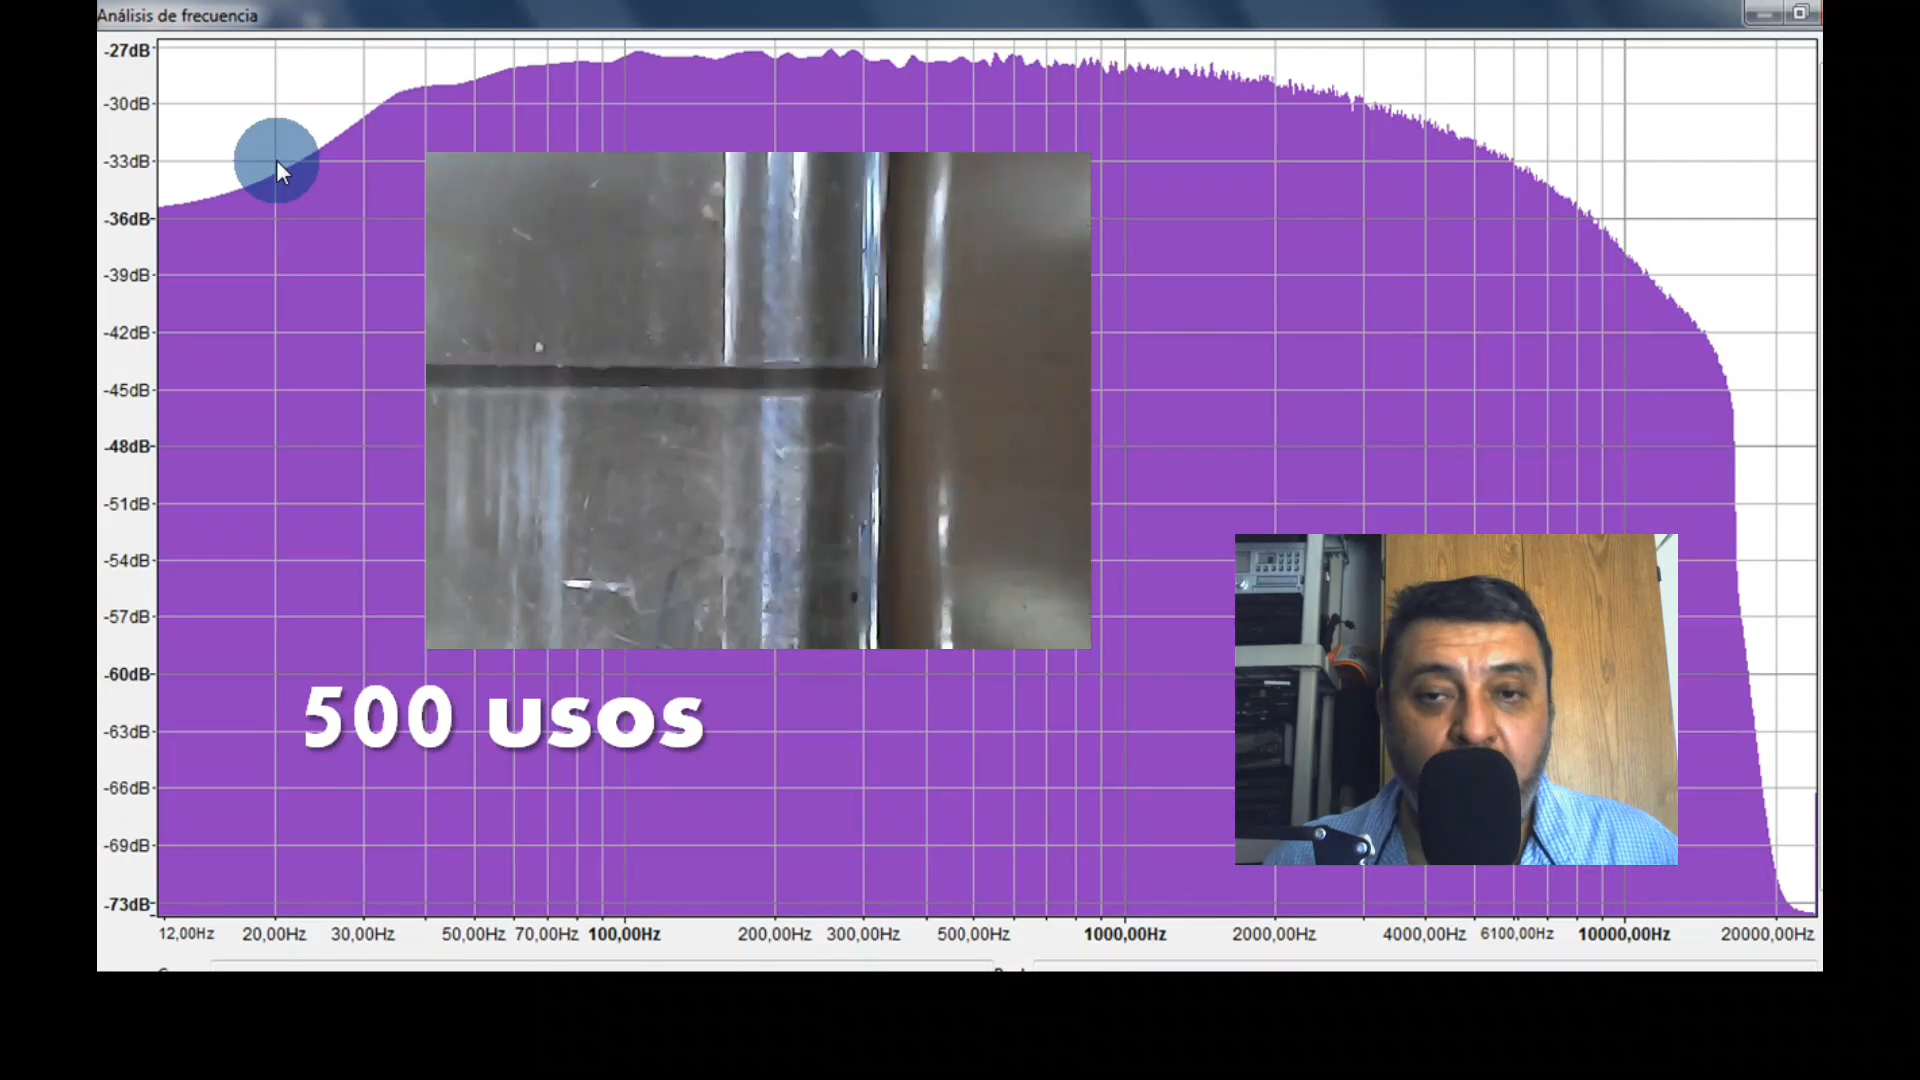 Análisis de frecuencia
-27dB
-30dB
-33dB
-36dB
-39dB
-42dB
-45dB
-48dB
-51dB
-54dB
-57dB
-60dB
-63dB
-66dB
-69dB
-73dB
500 usos
12,00Hz 20,00Hz 30,00Hz 50,00Hz 70,00Hz 100,00Hz 200,00Hz 300,00Hz 500,00Hz 1000,00Hz 2000,00Hz 4000,00Hz 6100,00Hz 10000,00Hz 20000,00Hz